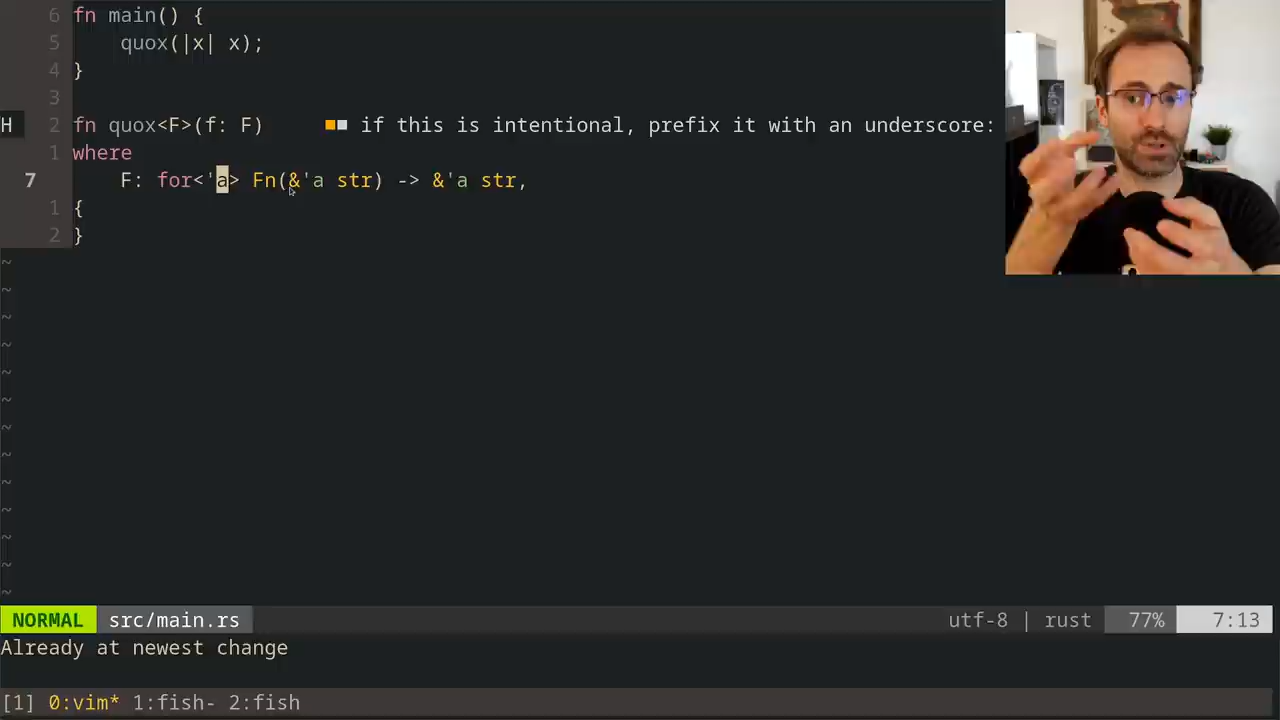 6 fn main() {
5     quox(|x| x);
4 }
3
H 2 fn quox<F>(f: F)     ■■ if this is intentional, prefix it with an underscore:
1 where
7     F: for<'a> Fn(&'a str) -> &'a str,
1 {
2 }
~
~
~
~
~
~
~
~
~
~
~
~
~
NORMAL src/main.rs utf-8 | rust 77% 7:13
Already at newest change
[1] 0:vim* 1:fish- 2:fish